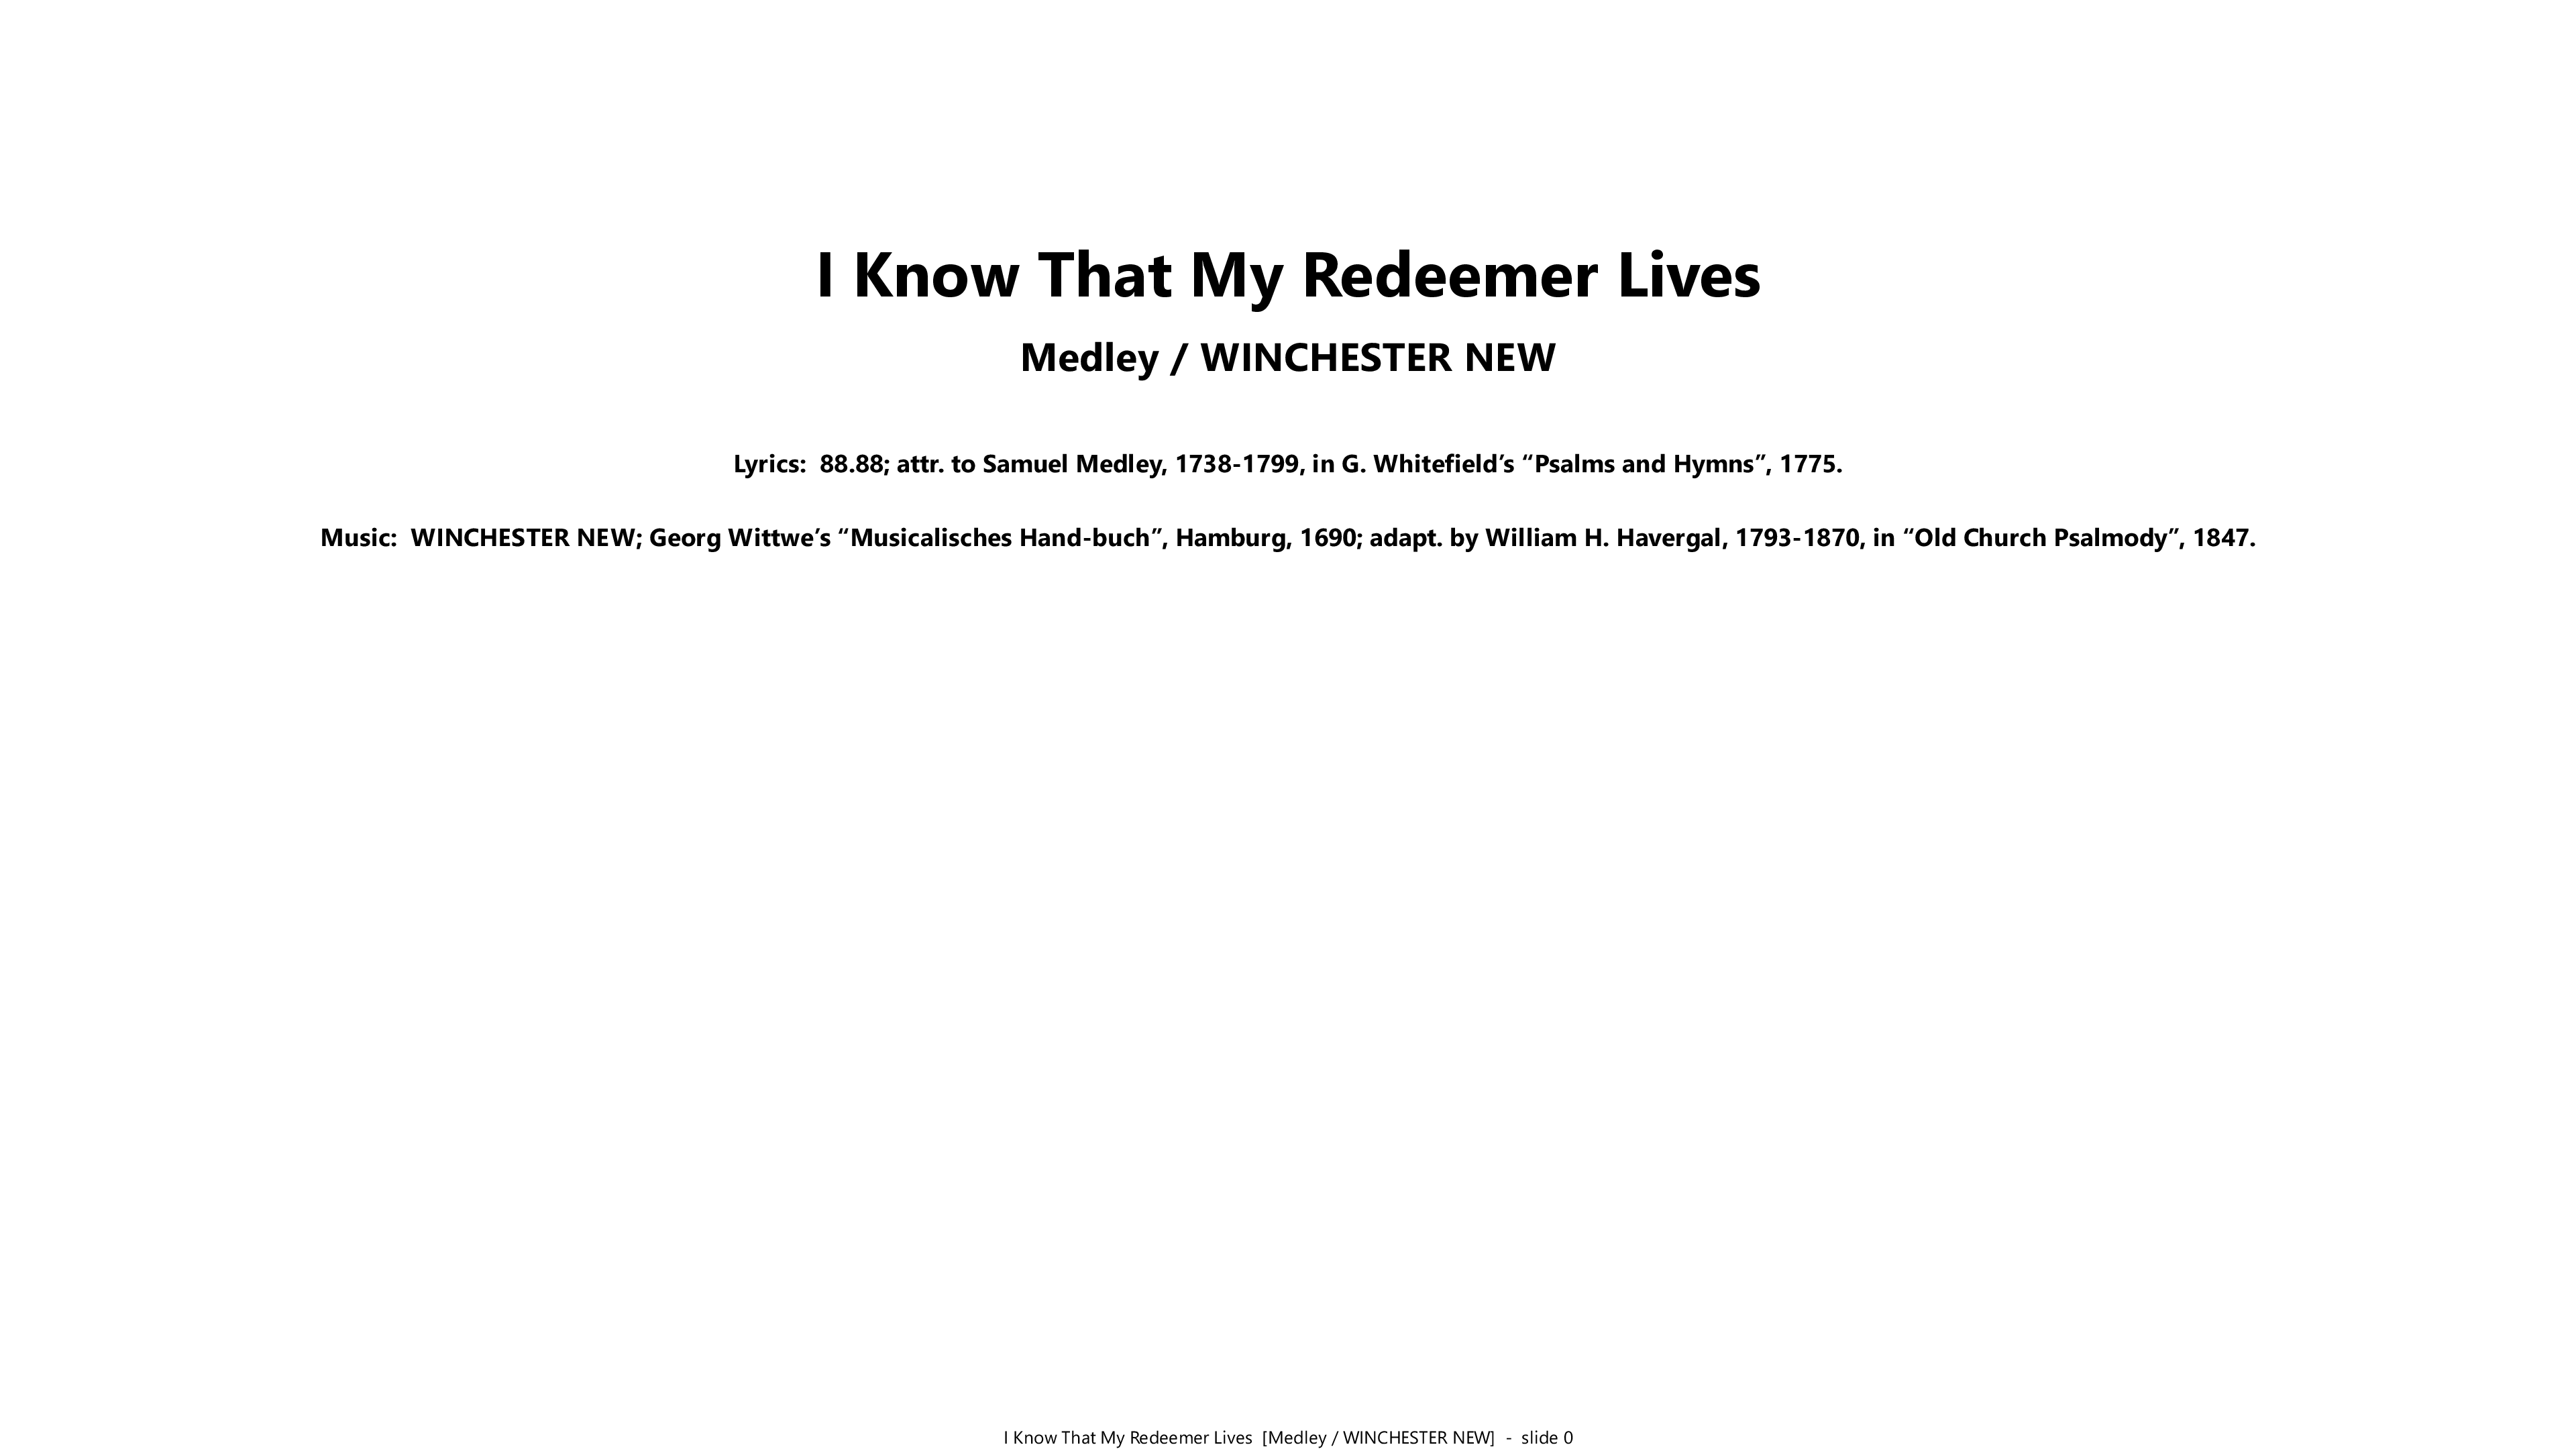 I Know That My Redeemer Lives
Medley / WINCHESTER NEW
Lyrics:  88.88; attr. to Samuel Medley, 1738-1799, in G. Whitefield’s “Psalms and Hymns”, 1775.
Music:  WINCHESTER NEW; Georg Wittwe’s “Musicalisches Hand-buch”, Hamburg, 1690; adapt. by William H. Havergal, 1793-1870, in “Old Church Psalmody”, 1847.
I Know That My Redeemer Lives  [Medley / WINCHESTER NEW]  -  slide 0